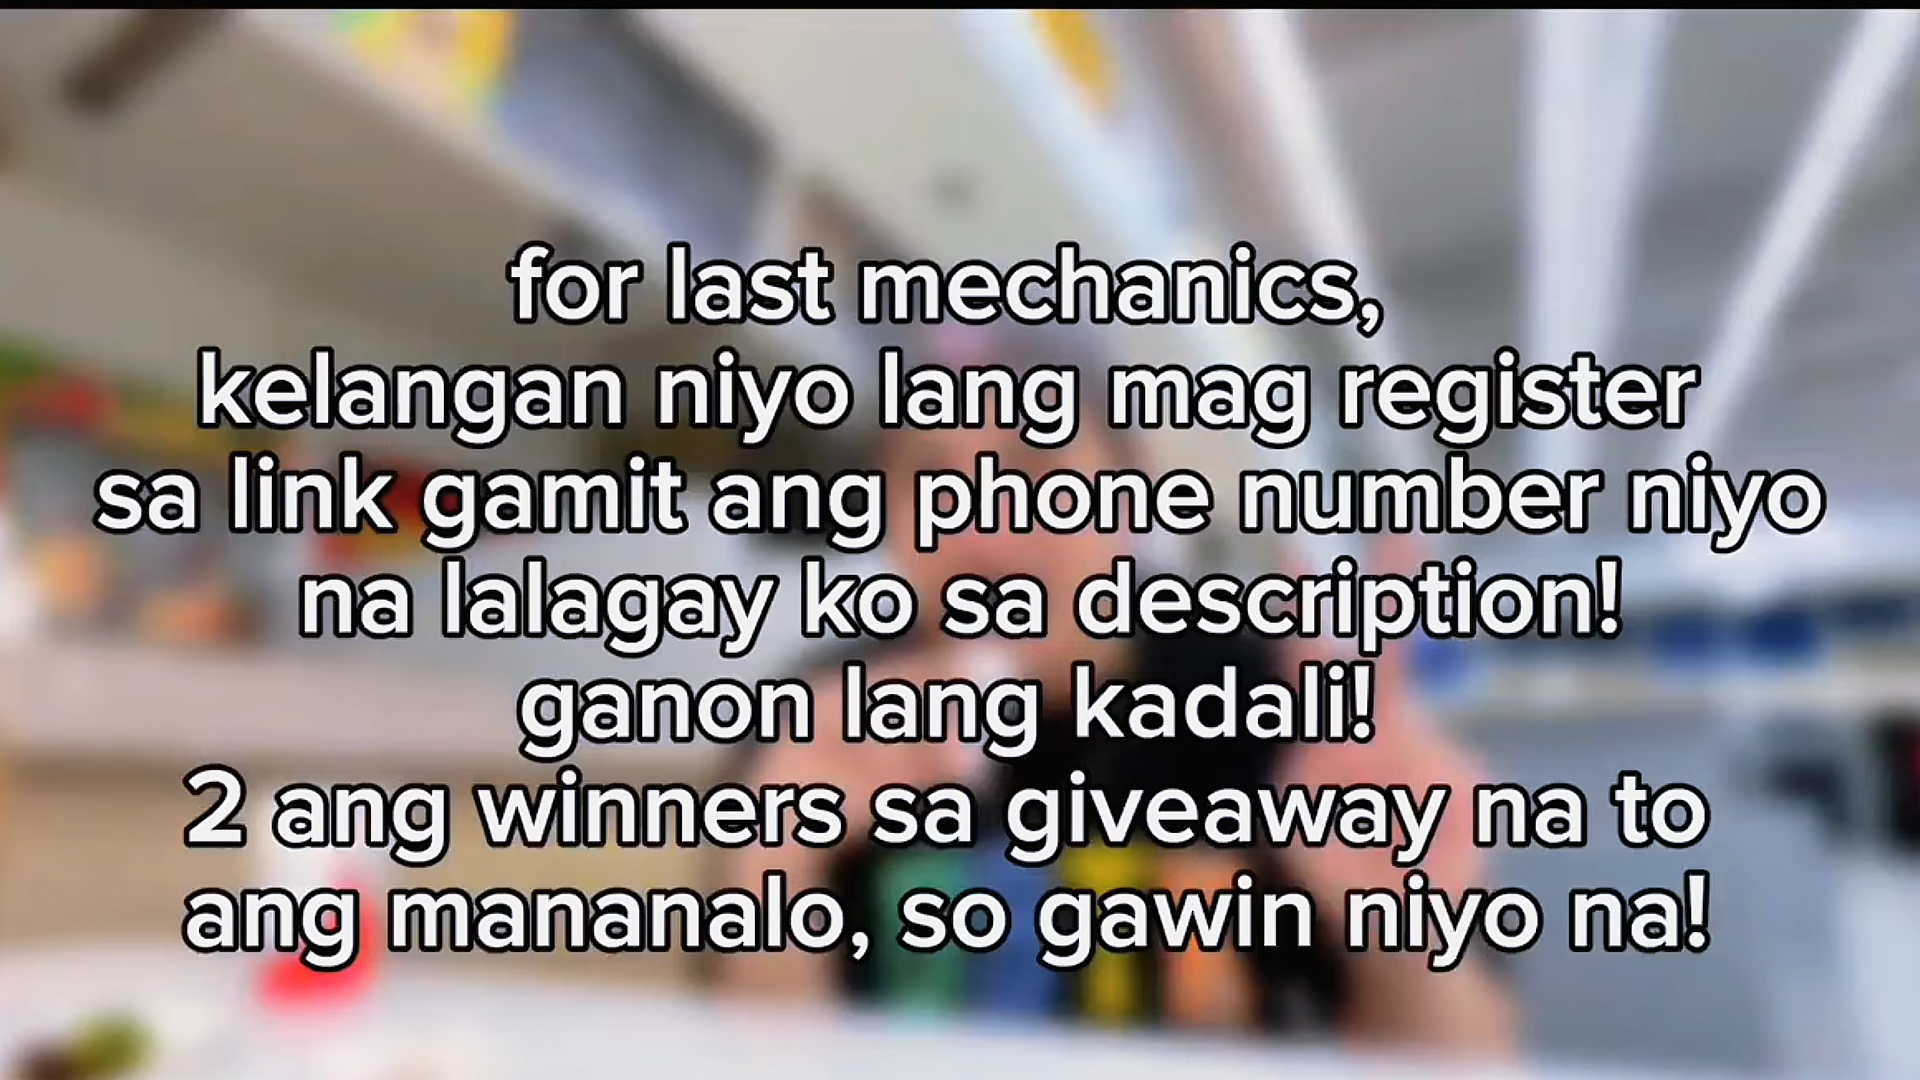 for last mechanics,
kelangan niyo lang mag register
sa link gamit ang phone number niyo
na lalagay ko sa description!
ganon lang kadali!
2 ang winners sa giveaway na to
ang mananalo, so gawin niyo na!